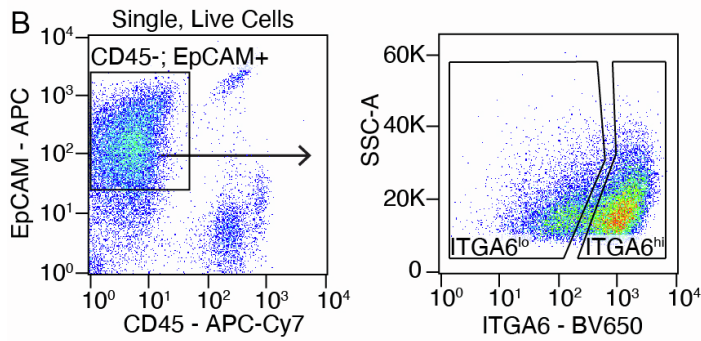 B
Single, Live Cells
CD45-; EpCAM+
EpCAM - APC
10⁴
10³
10²
10¹
10⁰
10⁰ 10¹ 10² 10³ 10⁴
CD45 - APC-Cy7
SSC-A
60K
40K
20K
0
ITGA6ˡᵒ ITGA6ʰⁱ
10⁰ 10¹ 10² 10³ 10⁴
ITGA6 - BV650